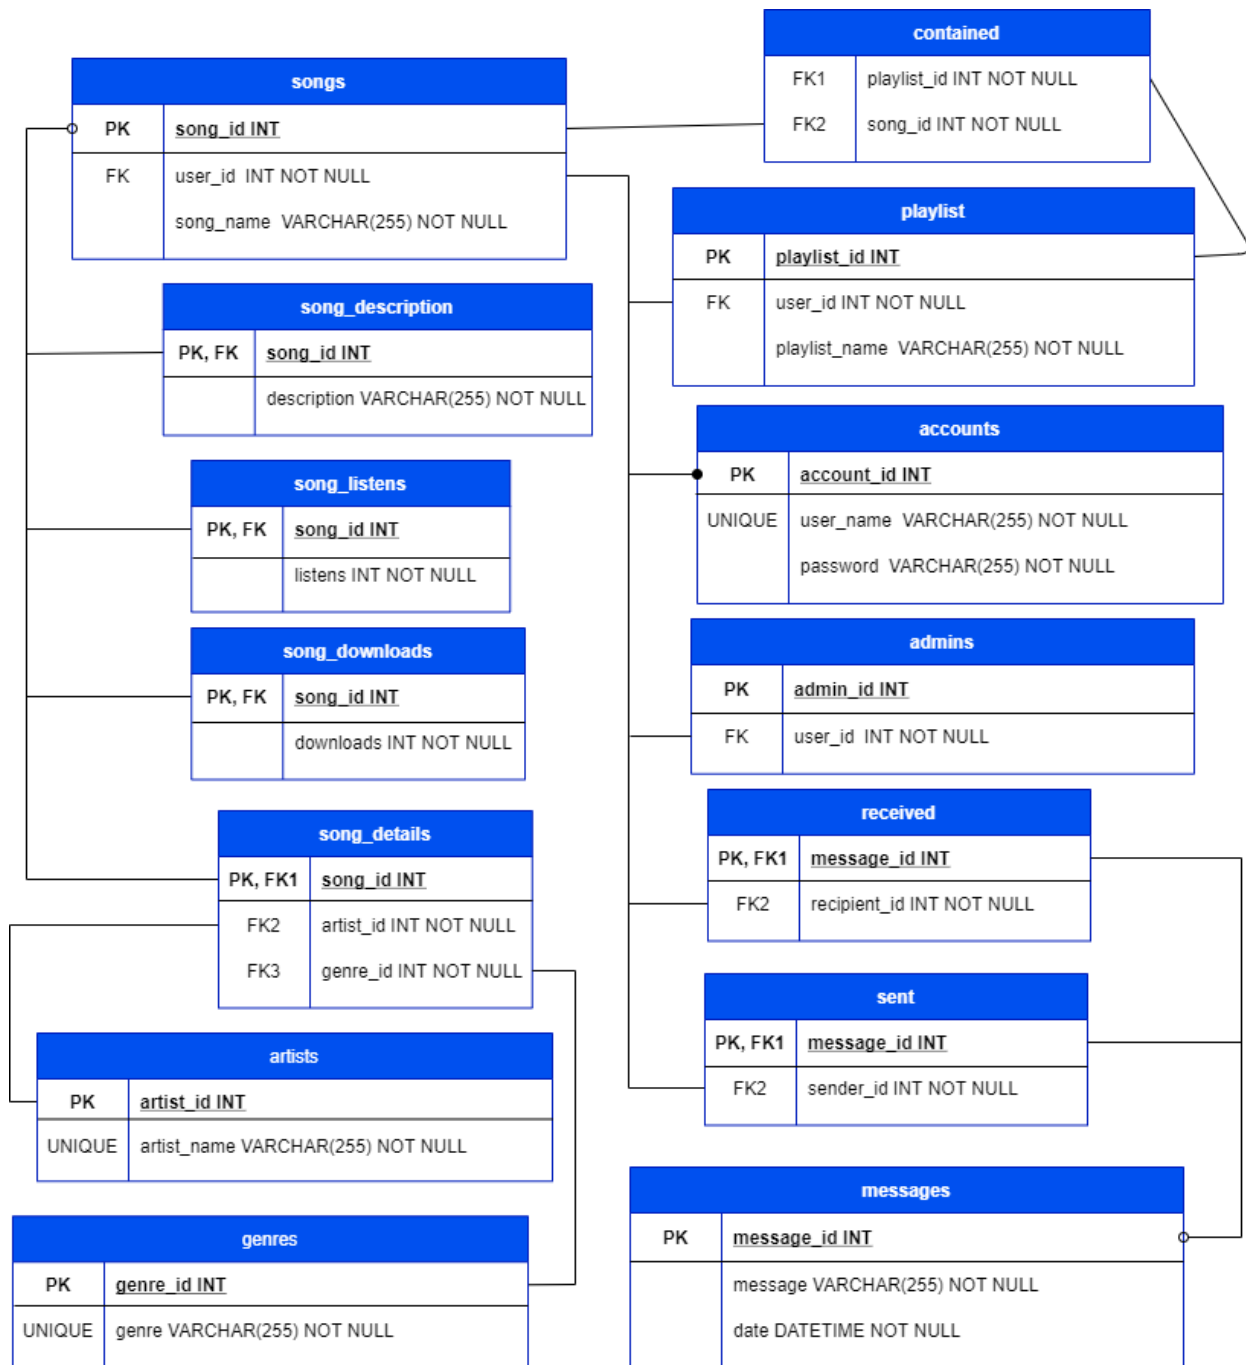 songs
PK song_id INT
FK user_id INT NOT NULL
song_name VARCHAR(255) NOT NULL
song_description
PK, FK song_id INT
description VARCHAR(255) NOT NULL
song_listens
PK, FK song_id INT
listens INT NOT NULL
song_downloads
PK, FK song_id INT
downloads INT NOT NULL
song_details
PK, FK1 song_id INT
FK2 artist_id INT NOT NULL
FK3 genre_id INT NOT NULL
artists
PK artist_id INT
UNIQUE artist_name VARCHAR(255) NOT NULL
genres
PK genre_id INT
UNIQUE genre VARCHAR(255) NOT NULL
contained
FK1 playlist_id INT NOT NULL
FK2 song_id INT NOT NULL
playlist
PK playlist_id INT
FK user_id INT NOT NULL
playlist_name VARCHAR(255) NOT NULL
accounts
PK account_id INT
UNIQUE user_name VARCHAR(255) NOT NULL
password VARCHAR(255) NOT NULL
admins
PK admin_id INT
FK user_id INT NOT NULL
received
PK, FK1 message_id INT
FK2 recipient_id INT NOT NULL
sent
PK, FK1 message_id INT
FK2 sender_id INT NOT NULL
messages
PK message_id INT
message VARCHAR(255) NOT NULL
date DATETIME NOT NULL